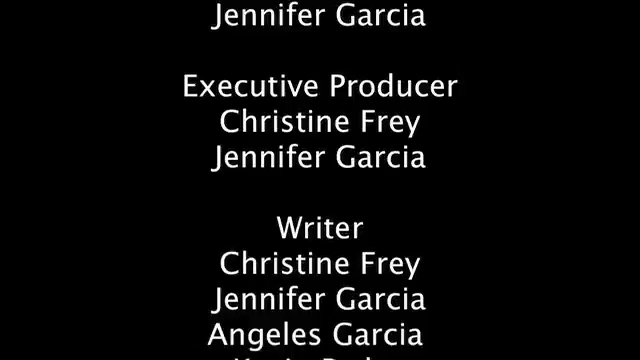 Jennifer Garcia
Executive Producer
Christine Frey
Jennifer Garcia
Writer
Christine Frey
Jennifer Garcia
Angeles Garcia